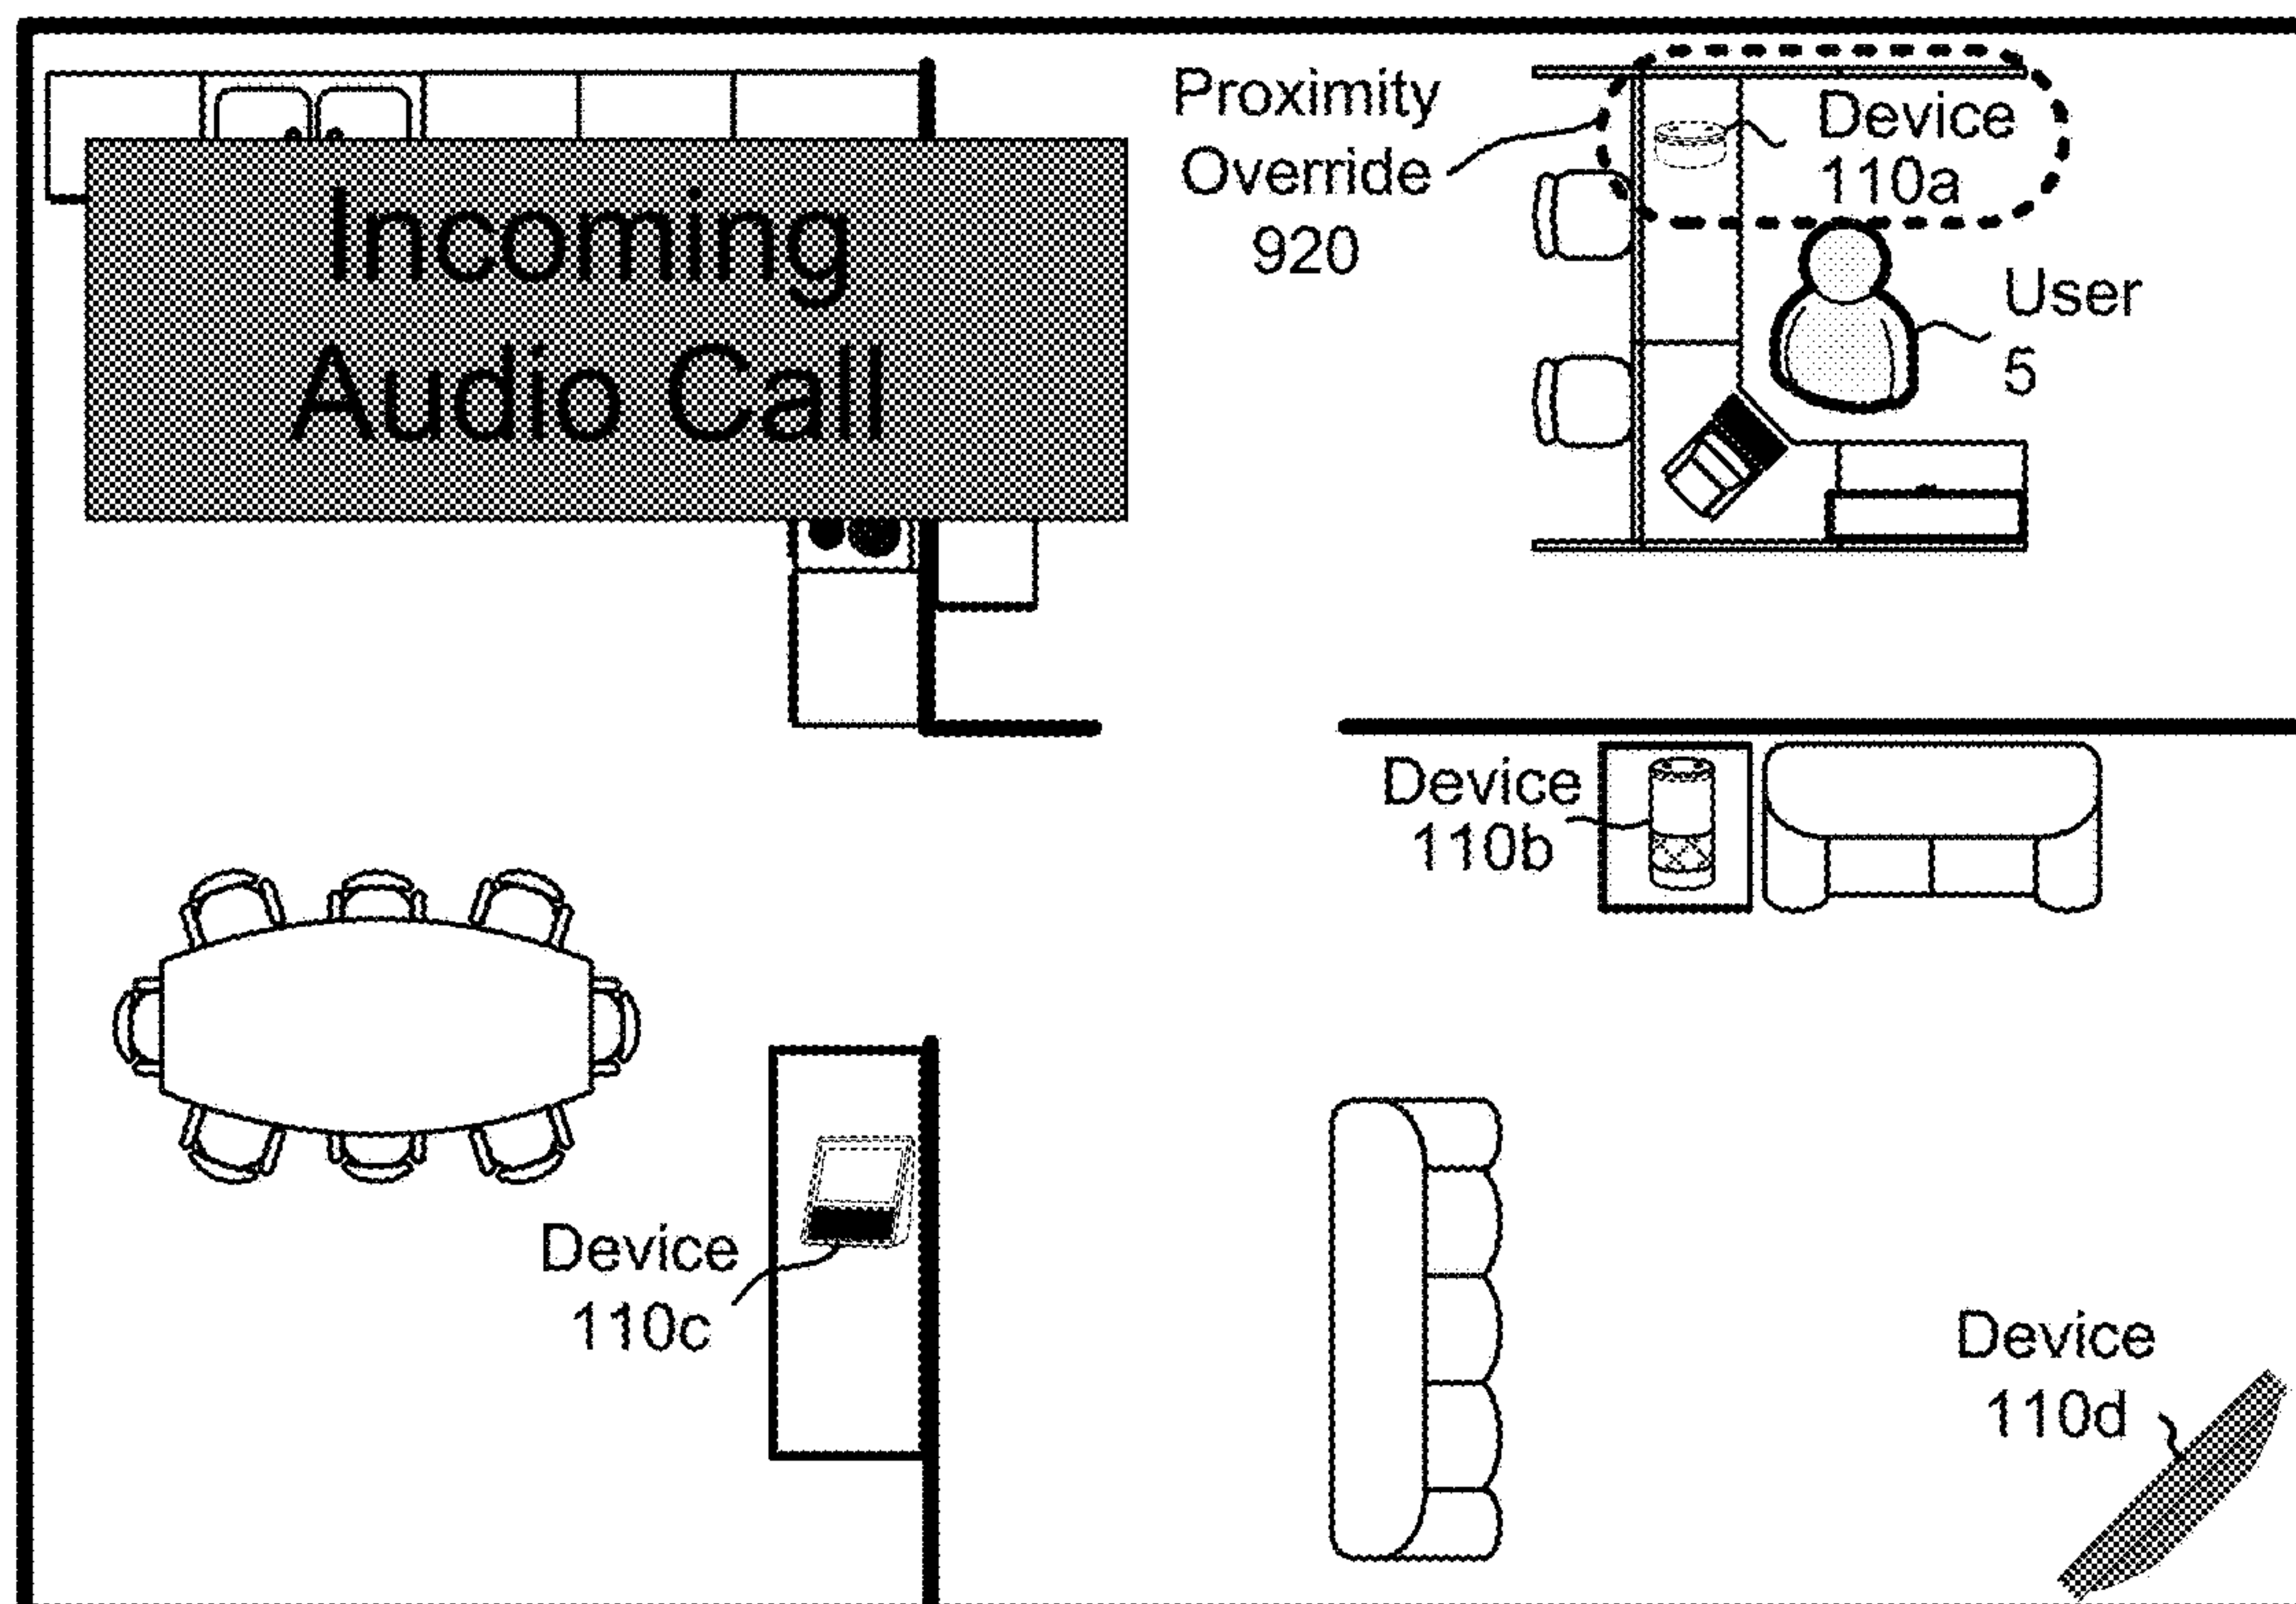 Incoming
Audio Call
Proximity
Override
920
Device
110a
User
5
Device
110b
Device
110c
Device
110d